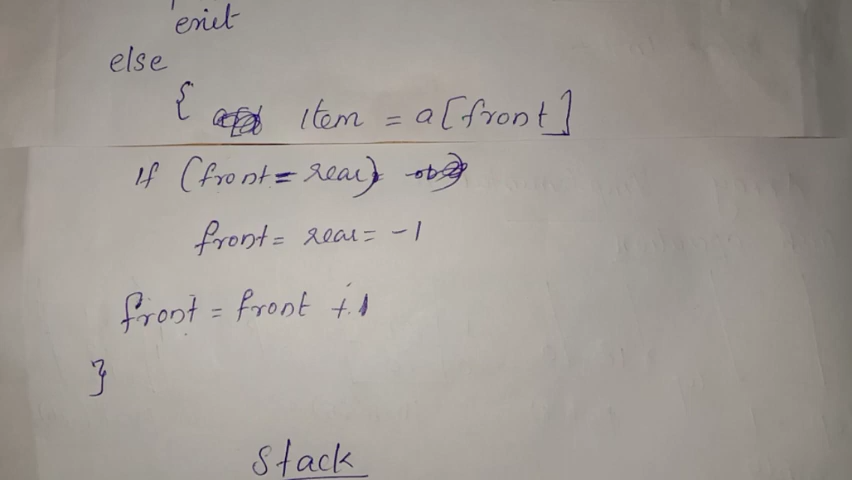 exit
else
{ item = a[front]
If (front = rear)
front = rear = -1
front = front + 1
}
Stack